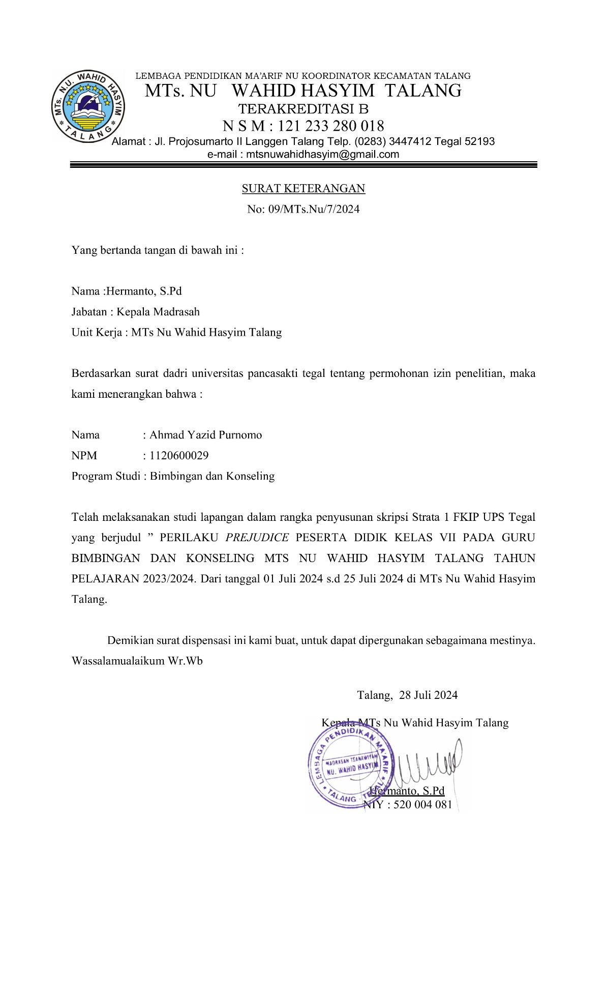 MTs. N.U. WAHID HASYIM
* TALANG *
LEMBAGA PENDIDIKAN MA’ARIF NU KOORDINATOR KECAMATAN TALANG
MTs. NU WAHID HASYIM TALANG
TERAKREDITASI B
N S M : 121 233 280 018
Alamat : Jl. Projosumarto II Langgen Talang Telp. (0283) 3447412 Tegal 52193
e-mail : mtsnuwahidhasyim@gmail.com
SURAT KETERANGAN
No: 09/MTs.Nu/7/2024
Yang bertanda tangan di bawah ini :
Nama :Hermanto, S.Pd
Jabatan : Kepala Madrasah
Unit Kerja : MTs Nu Wahid Hasyim Talang
Berdasarkan surat dadri universitas pancasakti tegal tentang permohonan izin penelitian, maka
kami menerangkan bahwa :
Nama : Ahmad Yazid Purnomo
NPM : 1120600029
Program Studi : Bimbingan dan Konseling
Telah melaksanakan studi lapangan dalam rangka penyusunan skripsi Strata 1 FKIP UPS Tegal
yang berjudul ” PERILAKU PREJUDICE PESERTA DIDIK KELAS VII PADA GURU
BIMBINGAN DAN KONSELING MTS NU WAHID HASYIM TALANG TAHUN
PELAJARAN 2023/2024. Dari tanggal 01 Juli 2024 s.d 25 Juli 2024 di MTs Nu Wahid Hasyim
Talang.
Demikian surat dispensasi ini kami buat, untuk dapat dipergunakan sebagaimana mestinya.
Wassalamualaikum Wr.Wb
Talang, 28 Juli 2024
Kepala MTs Nu Wahid Hasyim Talang
LEMBAGA PENDIDIKAN MA'ARIF
MADRASAH TSANAWIYAH
NU. WAHID HASYIM
* TALANG - TEGAL *
Hermanto, S.Pd
NIY : 520 004 081